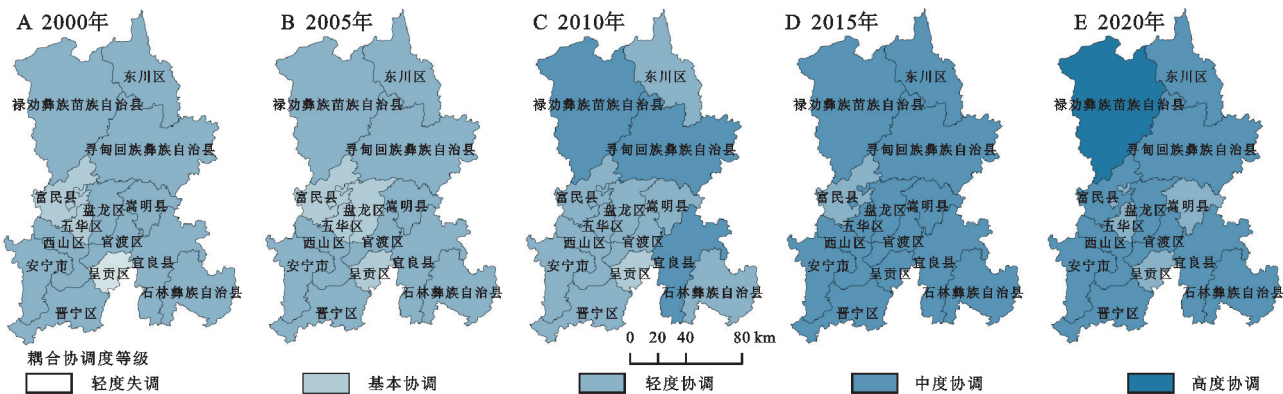 A 2000年
东川区
禄劝彝族苗族自治县
寻甸回族彝族自治县
富民县
盘龙区
嵩明县
五华区
西山区
官渡区
安宁市
呈贡区
宜良县
石林彝族自治县
晋宁区
B 2005年
东川区
禄劝彝族苗族自治县
寻甸回族彝族自治县
富民县
盘龙区
嵩明县
五华区
西山区
官渡区
安宁市
呈贡区
宜良县
石林彝族自治县
晋宁区
C 2010年
东川区
禄劝彝族苗族自治县
寻甸回族彝族自治县
富民县
盘龙区
嵩明县
五华区
西山区
官渡区
安宁市
呈贡区
宜良县
石林彝族自治县
晋宁区
D 2015年
东川区
禄劝彝族苗族自治县
寻甸回族彝族自治县
富民县
盘龙区
嵩明县
五华区
西山区
官渡区
安宁市
呈贡区
宜良县
石林彝族自治县
晋宁区
E 2020年
东川区
禄劝彝族苗族自治县
寻甸回族彝族自治县
富民县
盘龙区
嵩明县
五华区
西山区
官渡区
安宁市
呈贡区
宜良县
石林彝族自治县
晋宁区
0 20 40 80 km
耦合协调度等级
轻度失调
基本协调
轻度协调
中度协调
高度协调